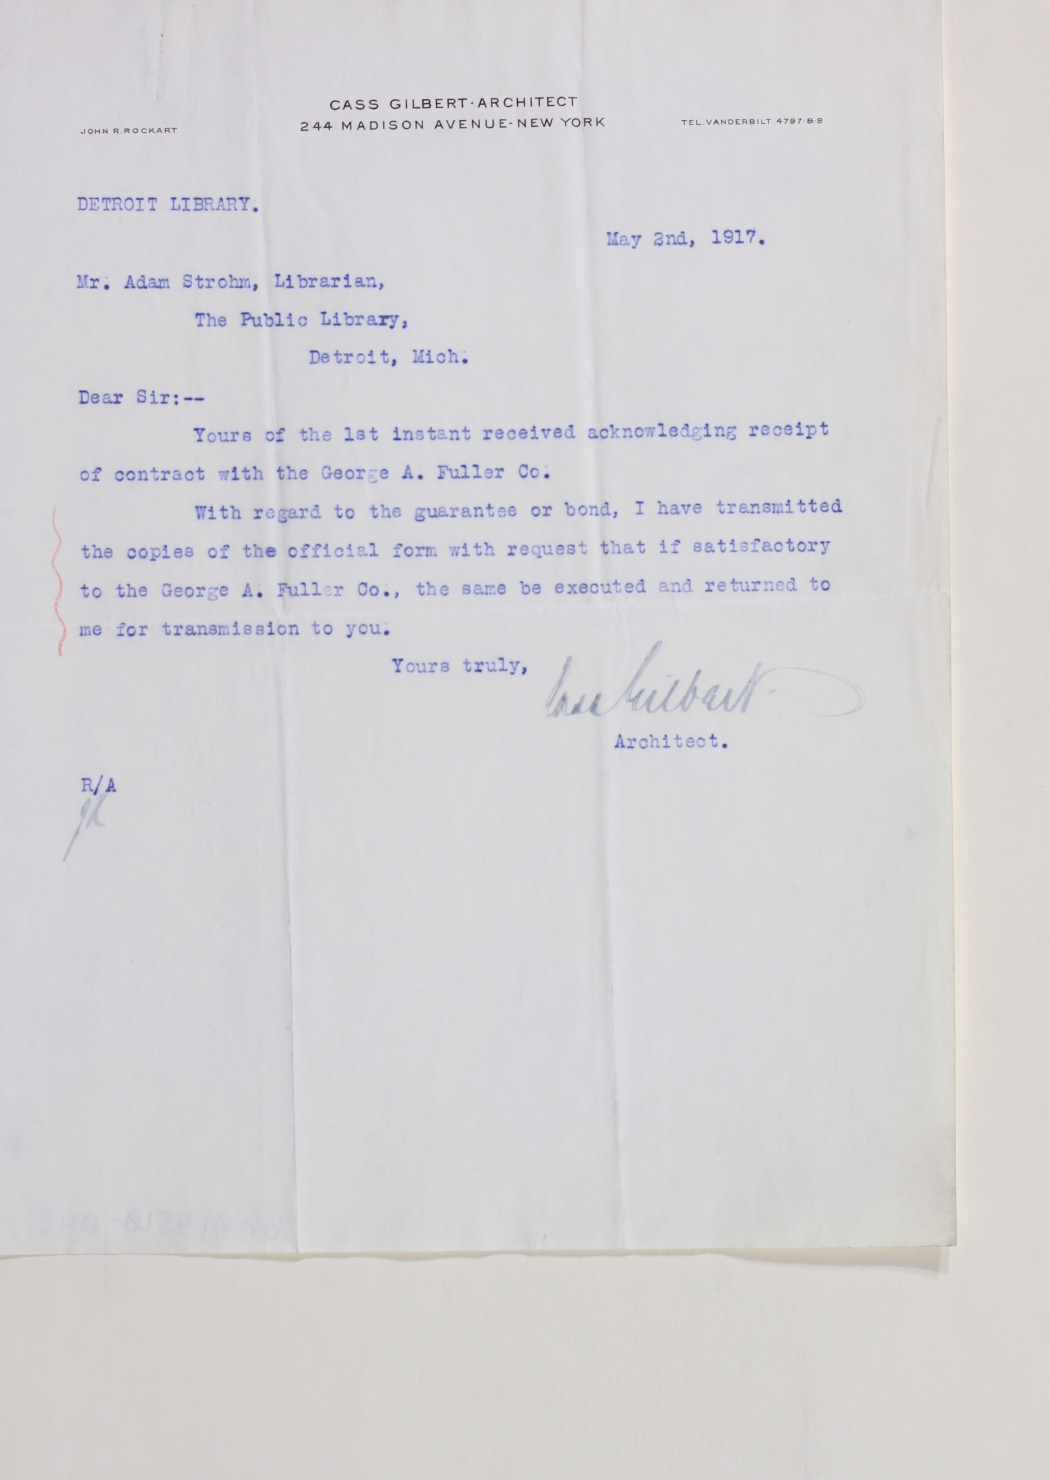 CASS GILBERT-ARCHITECT
244 MADISON AVENUE-NEW YORK
JOHN R. ROCKART
TEL. VANDERBILT 4797-8-9
DETROIT LIBRARY.
May 2nd, 1917.
Mr. Adam Strohm, Librarian,
The Public Library,
Detroit, Mich.
Dear Sir:--
Yours of the 1st instant received acknowledging receipt
of contract with the George A. Fuller Co.
With regard to the guarantee or bond, I have transmitted
the copies of the official form with request that if satisfactory
to the George A. Fuller Co., the same be executed and returned to
me for transmission to you.
Yours truly,
Cass Gilbert
Architect.
R/A